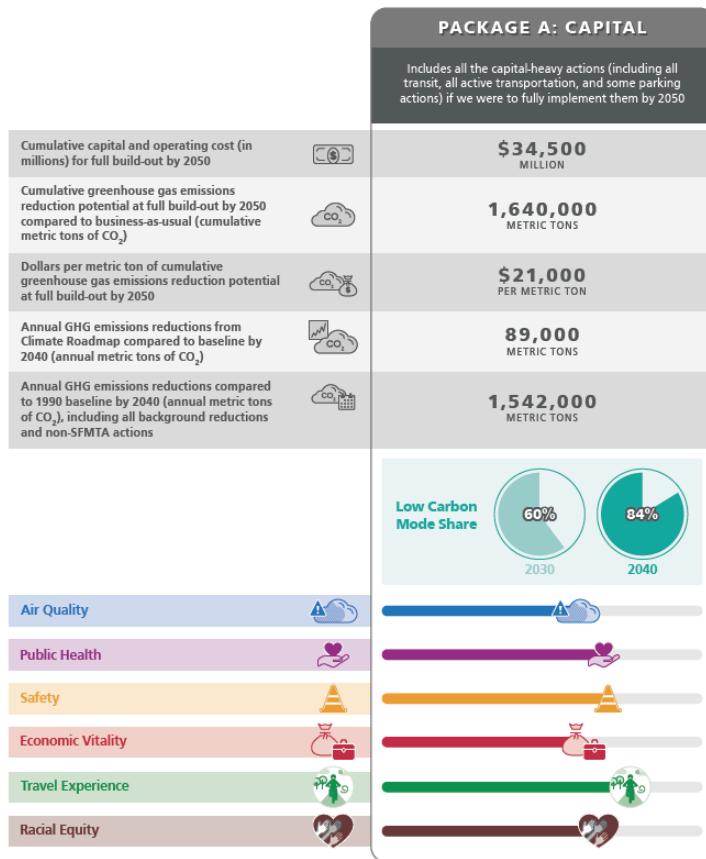 PACKAGE A: CAPITAL
Includes all the capital-heavy actions (including all
transit, all active transportation, and some parking
actions) if we were to fully implement them by 2050
Cumulative capital and operating cost (in
millions) for full build-out by 2050
$
$34,500
MILLION
Cumulative greenhouse gas emissions
reduction potential at full build-out by 2050
compared to business-as-usual (cumulative
metric tons of CO₂)
CO₂
1,640,000
METRIC TONS
Dollars per metric ton of cumulative
greenhouse gas emissions reduction potential
at full build-out by 2050
CO₂
$
$21,000
PER METRIC TON
Annual GHG emissions reductions from
Climate Roadmap compared to baseline by
2040 (annual metric tons of CO₂)
CO₂
89,000
METRIC TONS
Annual GHG emissions reductions compared
to 1990 baseline by 2040 (annual metric tons
of CO₂), including all background reductions
and non-SFMTA actions
CO₂
1,542,000
METRIC TONS
Low Carbon
Mode Share
60%
84%
2030
2040
Air Quality
Public Health
Safety
Economic Vitality
Travel Experience
Racial Equity